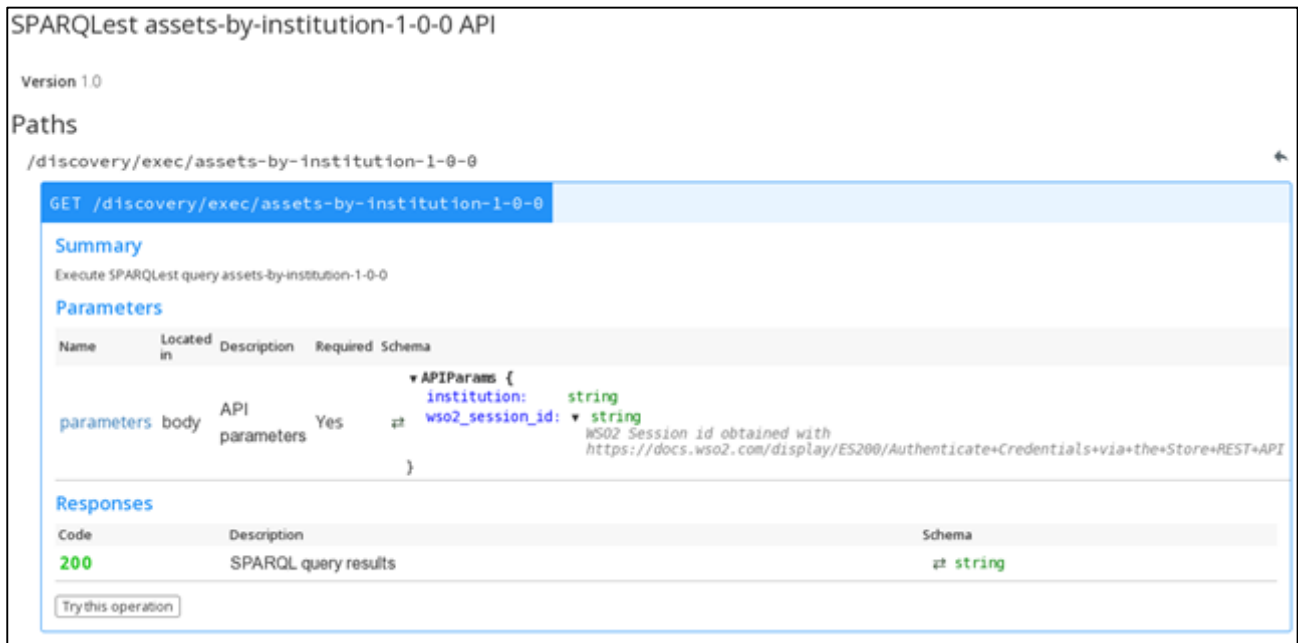 SPARQLest assets-by-institution-1-0-0 API
Version 1.0
Paths
/discovery/exec/assets-by-institution-1-0-0
GET /discovery/exec/assets-by-institution-1-0-0
Summary
Execute SPARQLest query assets-by-institution-1-0-0
Parameters
Name Located in Description Required Schema
parameters body API parameters Yes ⇄ ▼ APIParams {
institution: string
wso2_session_id: ▼ string
WSO2 Session id obtained with
https://docs.wso2.com/display/ES200/Authenticate+Credentials+via+the+Store+REST+API
}
Responses
Code Description Schema
200 SPARQL query results ⇄ string
Try this operation